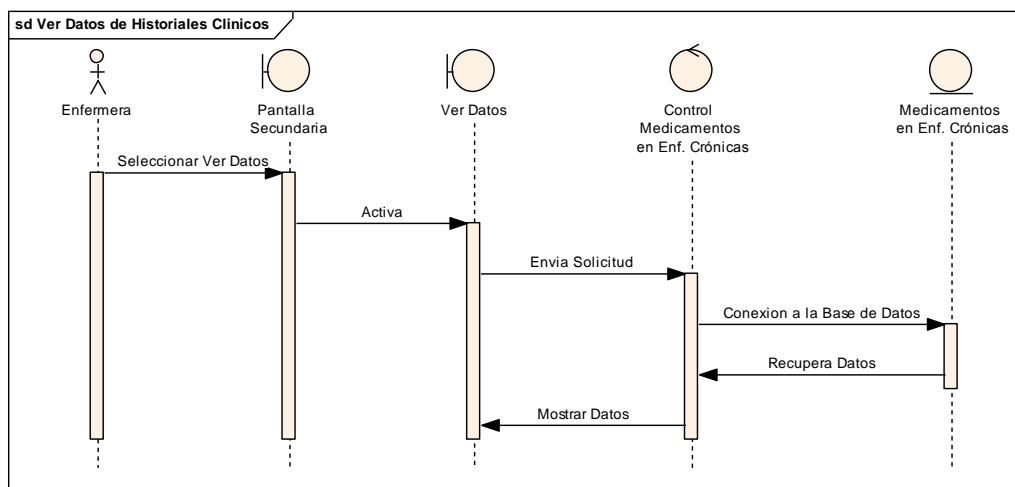 sd Ver Datos de Historiales Clinicos
Enfermera
Pantalla
Secundaria
Ver Datos
Control
Medicamentos
en Enf. Crónicas
Medicamentos
en Enf. Crónicas
Seleccionar Ver Datos
Activa
Envia Solicitud
Conexion a la Base de Datos
Recupera Datos
Mostrar Datos